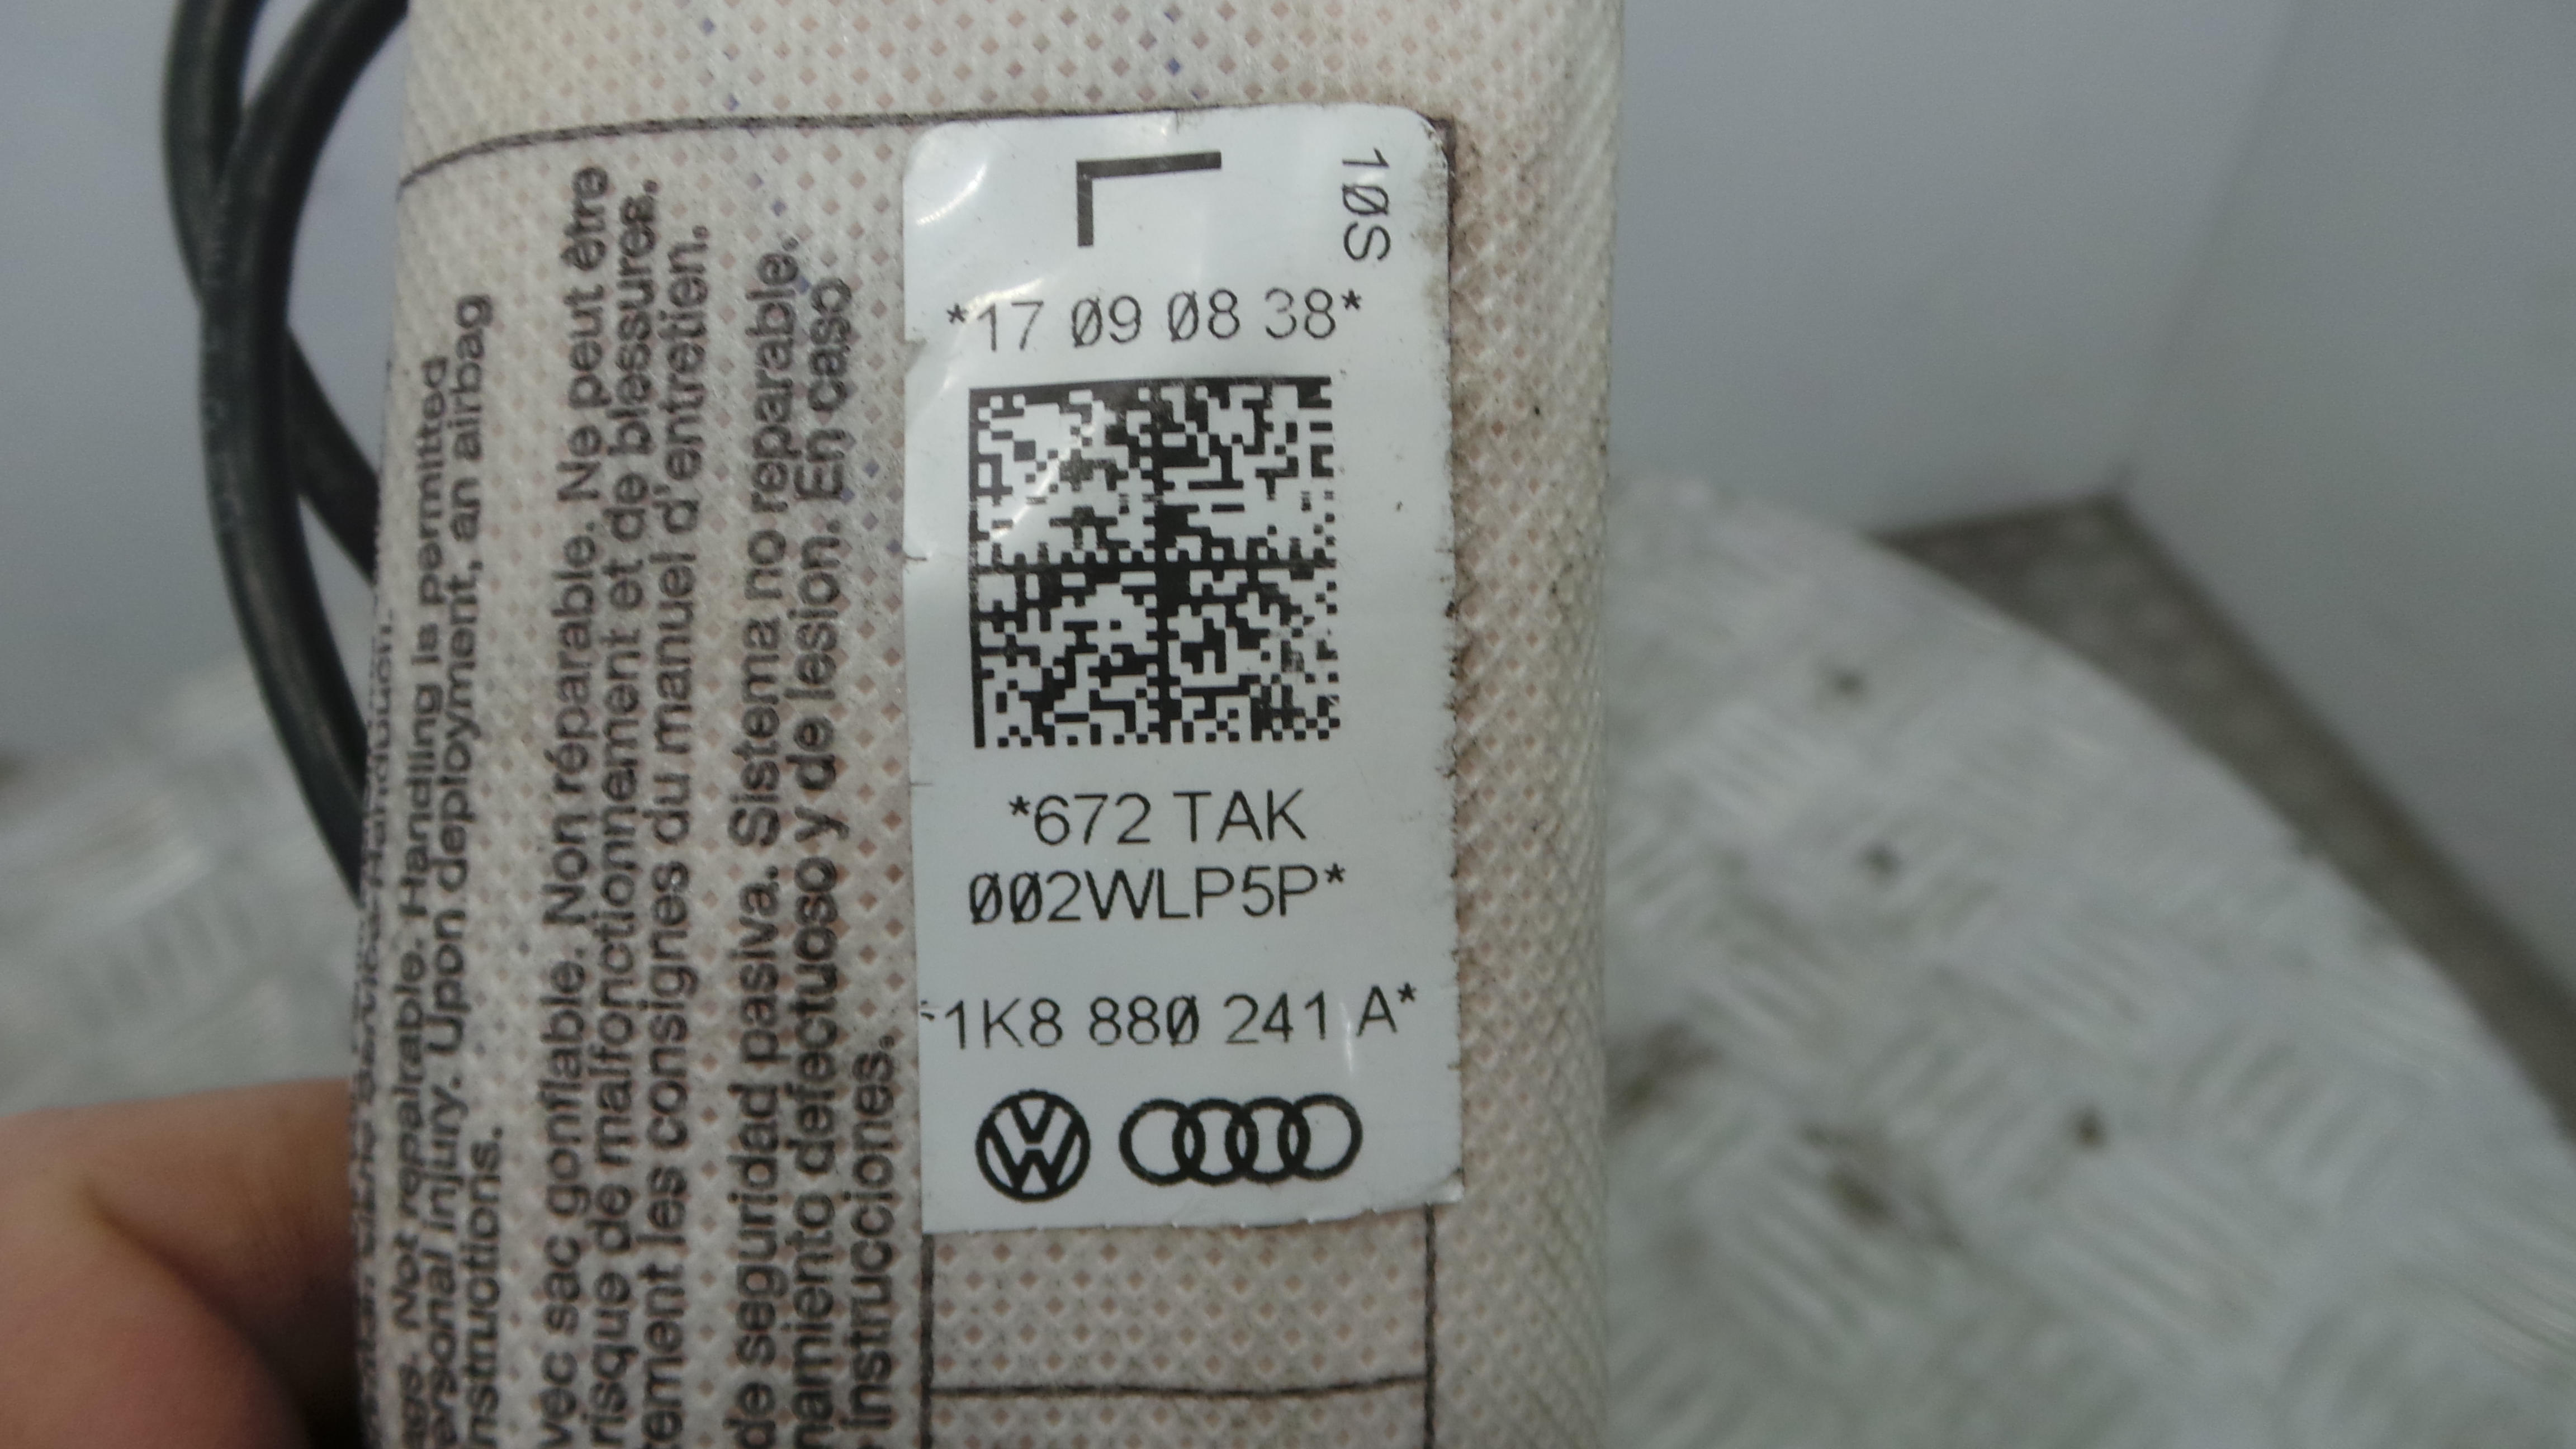 ags. Not repairable. Handling is permitted
ersonal injury. Upon deployment, an airbag
nstructions.
vec sac gonflable. Non réparable. Ne peut être
risque de malfonctionnement et de blessures.
tement les consignes du manuel d'entretien.
de seguridad pasiva. Sistema no reparable.
namiento defectuoso y de lesion. En caso
instrucciones.
L
10S
*17 09 08 38*
*672 TAK
002WLP5P*
*1K8 880 241 A*